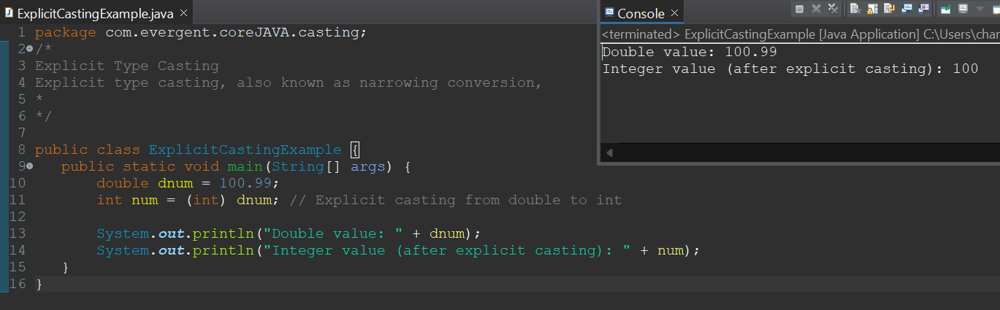 ExplicitCastingExample.java
1 package com.evergent.coreJAVA.casting;
2 /*
3 Explicit Type Casting
4 Explicit type casting, also known as narrowing conversion,
5 *
6 */
7
8 public class ExplicitCastingExample {
9 public static void main(String[] args) {
10 double dnum = 100.99;
11 int num = (int) dnum; // Explicit casting from double to int
12
13 System.out.println("Double value: " + dnum);
14 System.out.println("Integer value (after explicit casting): " + num);
15 }
16 }
Console
<terminated> ExplicitCastingExample [Java Application] C:\Users\char
Double value: 100.99
Integer value (after explicit casting): 100